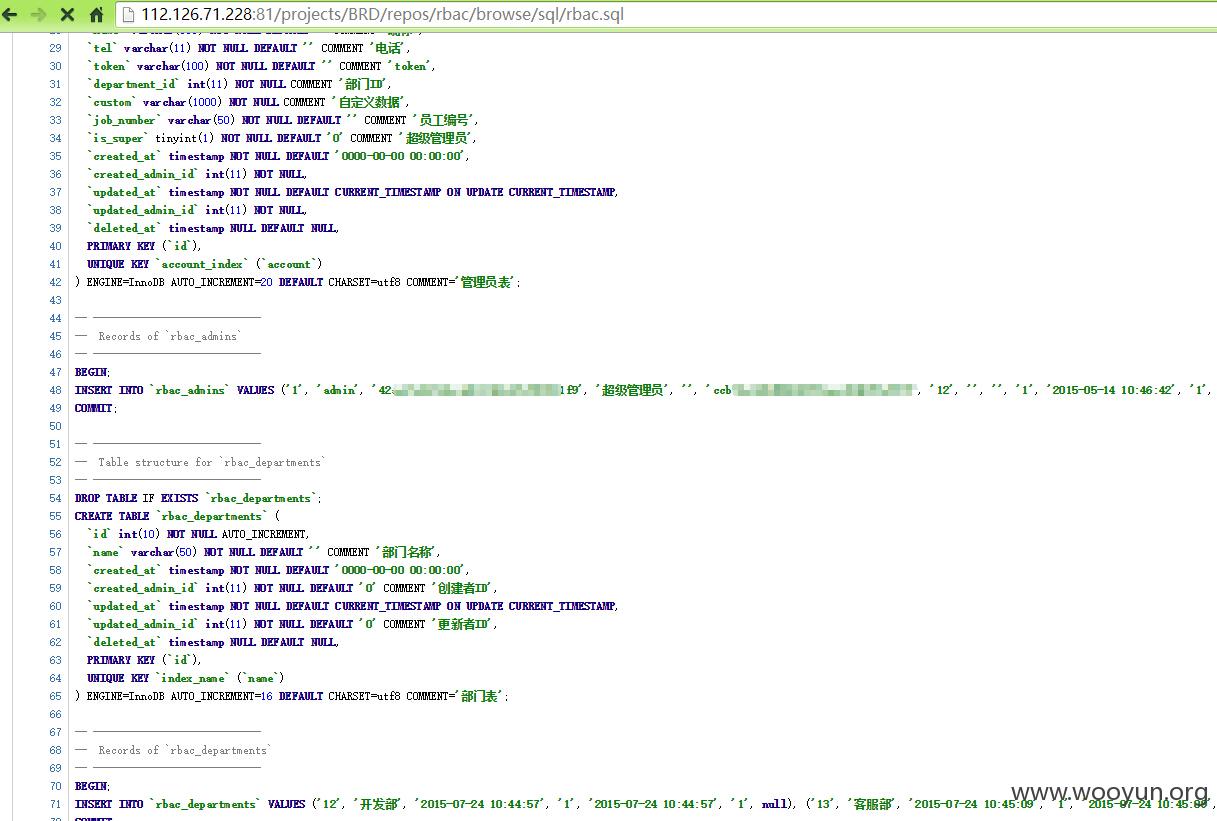 112.126.71.228:81/projects/BRD/repos/rbac/browse/sql/rbac.sql
29 `tel` varchar(11) NOT NULL DEFAULT '' COMMENT '电话',
30 `token` varchar(100) NOT NULL DEFAULT '' COMMENT 'token',
31 `department_id` int(11) NOT NULL COMMENT '部门ID',
32 `custom` varchar(1000) NOT NULL COMMENT '自定义数据',
33 `job_number` varchar(50) NOT NULL DEFAULT '' COMMENT '员工编号',
34 `is_super` tinyint(1) NOT NULL DEFAULT '0' COMMENT '超级管理员',
35 `created_at` timestamp NOT NULL DEFAULT '0000-00-00 00:00:00',
36 `created_admin_id` int(11) NOT NULL,
37 `updated_at` timestamp NOT NULL DEFAULT CURRENT_TIMESTAMP ON UPDATE CURRENT_TIMESTAMP,
38 `updated_admin_id` int(11) NOT NULL,
39 `deleted_at` timestamp NULL DEFAULT NULL,
40 PRIMARY KEY (`id`),
41 UNIQUE KEY `account_index` (`account`)
42 ) ENGINE=InnoDB AUTO_INCREMENT=20 DEFAULT CHARSET=utf8 COMMENT='管理员表';
43
44 -- ----------------------------
45 -- Records of `rbac_admins`
46 -- ----------------------------
47 BEGIN;
48 INSERT INTO `rbac_admins` VALUES ('1', 'admin', '42 1f9', '超级管理员', '', 'ccb ', '12', '', '', '1', '2015-05-14 10:46:42', '1',
49 COMMIT;
50
51 -- ----------------------------
52 -- Table structure for `rbac_departments`
53 -- ----------------------------
54 DROP TABLE IF EXISTS `rbac_departments`;
55 CREATE TABLE `rbac_departments` (
56 `id` int(10) NOT NULL AUTO_INCREMENT,
57 `name` varchar(50) NOT NULL DEFAULT '' COMMENT '部门名称',
58 `created_at` timestamp NOT NULL DEFAULT '0000-00-00 00:00:00',
59 `created_admin_id` int(11) NOT NULL DEFAULT '0' COMMENT '创建者ID',
60 `updated_at` timestamp NOT NULL DEFAULT CURRENT_TIMESTAMP ON UPDATE CURRENT_TIMESTAMP,
61 `updated_admin_id` int(11) NOT NULL DEFAULT '0' COMMENT '更新者ID',
62 `deleted_at` timestamp NULL DEFAULT NULL,
63 PRIMARY KEY (`id`),
64 UNIQUE KEY `index_name` (`name`)
65 ) ENGINE=InnoDB AUTO_INCREMENT=16 DEFAULT CHARSET=utf8 COMMENT='部门表';
66
67 -- ----------------------------
68 -- Records of `rbac_departments`
69 -- ----------------------------
70 BEGIN;
71 INSERT INTO `rbac_departments` VALUES ('12', '开发部', '2015-07-24 10:44:57', '1', '2015-07-24 10:44:57', '1', null), ('13', '客服部', '2015-07-24 10:45:09', '1', '2015-07-24 10:45:09',
www.wooyun.org